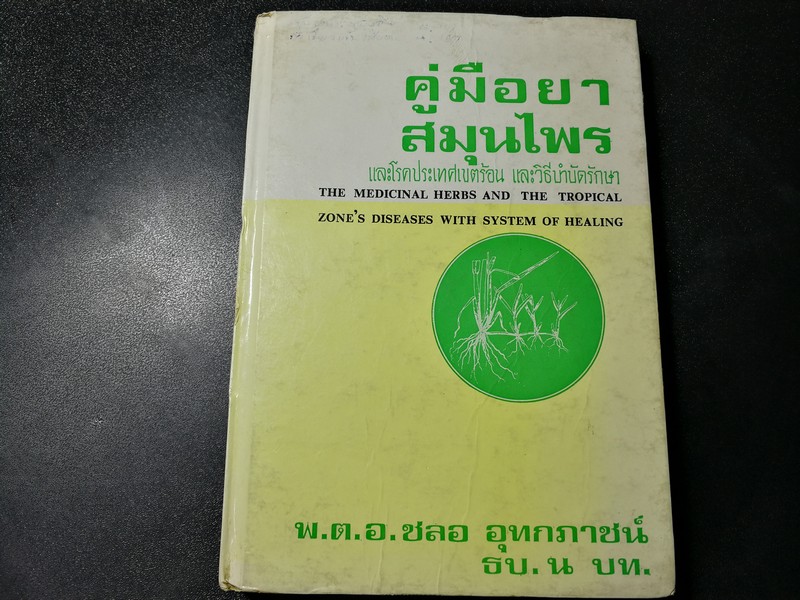 คู่มือยา
สมุนไพร
และโรคประเทศเขตร้อน และวิธีบำบัดรักษา
THE MEDICINAL HERBS AND THE TROPICAL
ZONE'S DISEASES WITH SYSTEM OF HEALING
พ.ต.อ.ชลอ อุทกภาชน์
ธบ. น บท.